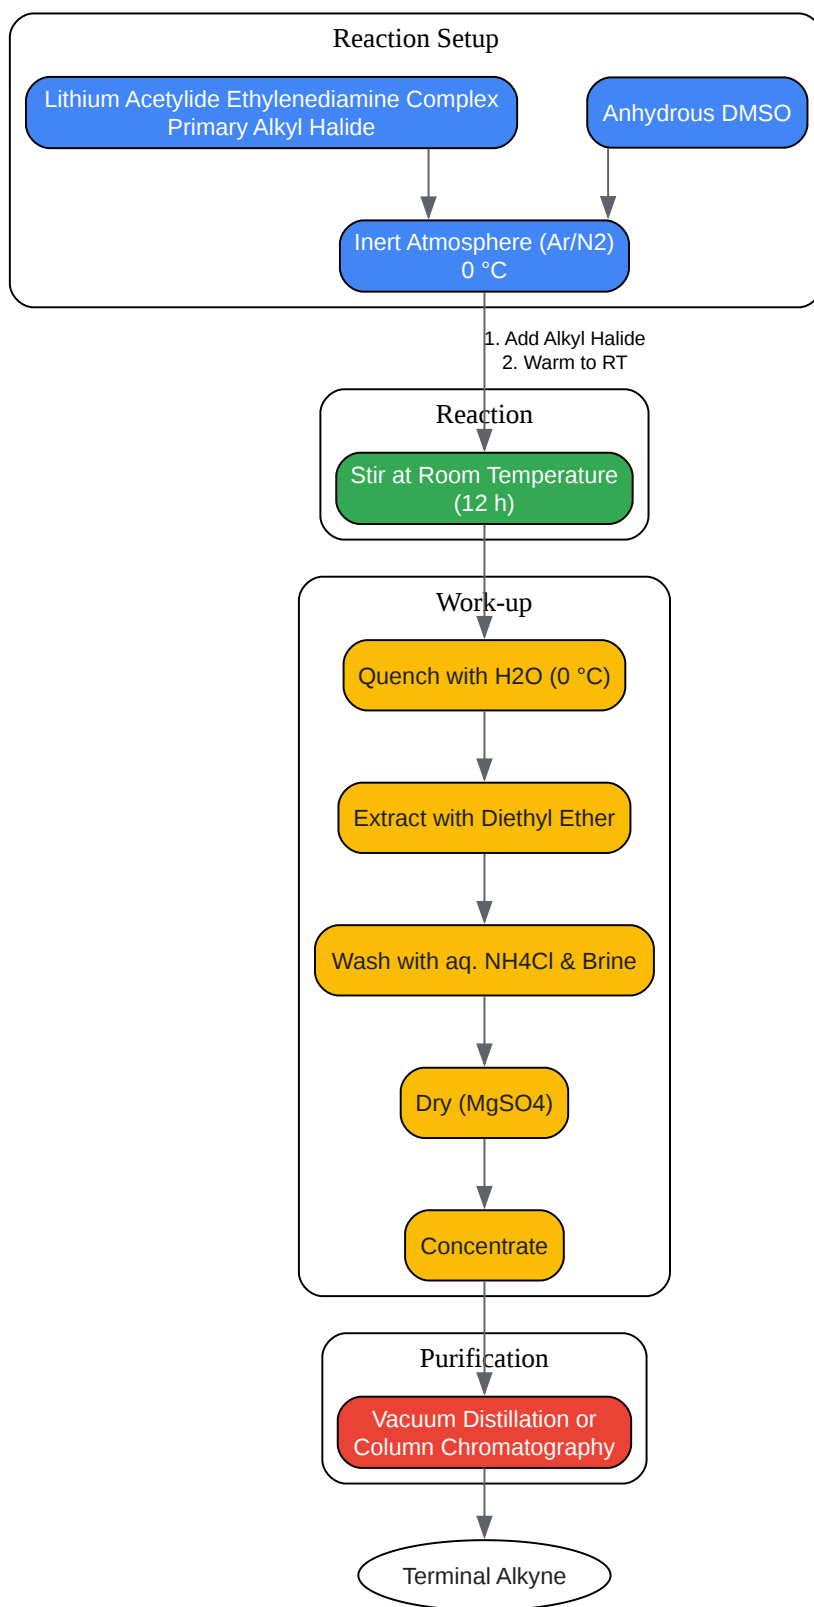 Reaction Setup
Lithium Acetylide Ethylenediamine Complex
Primary Alkyl Halide
Anhydrous DMSO
Inert Atmosphere (Ar/N2)
0 °C
1. Add Alkyl Halide
2. Warm to RT
Reaction
Stir at Room Temperature
(12 h)
Work-up
Quench with H2O (0 °C)
Extract with Diethyl Ether
Wash with aq. NH4Cl & Brine
Dry (MgSO4)
Concentrate
Purification
Vacuum Distillation or
Column Chromatography
Terminal Alkyne